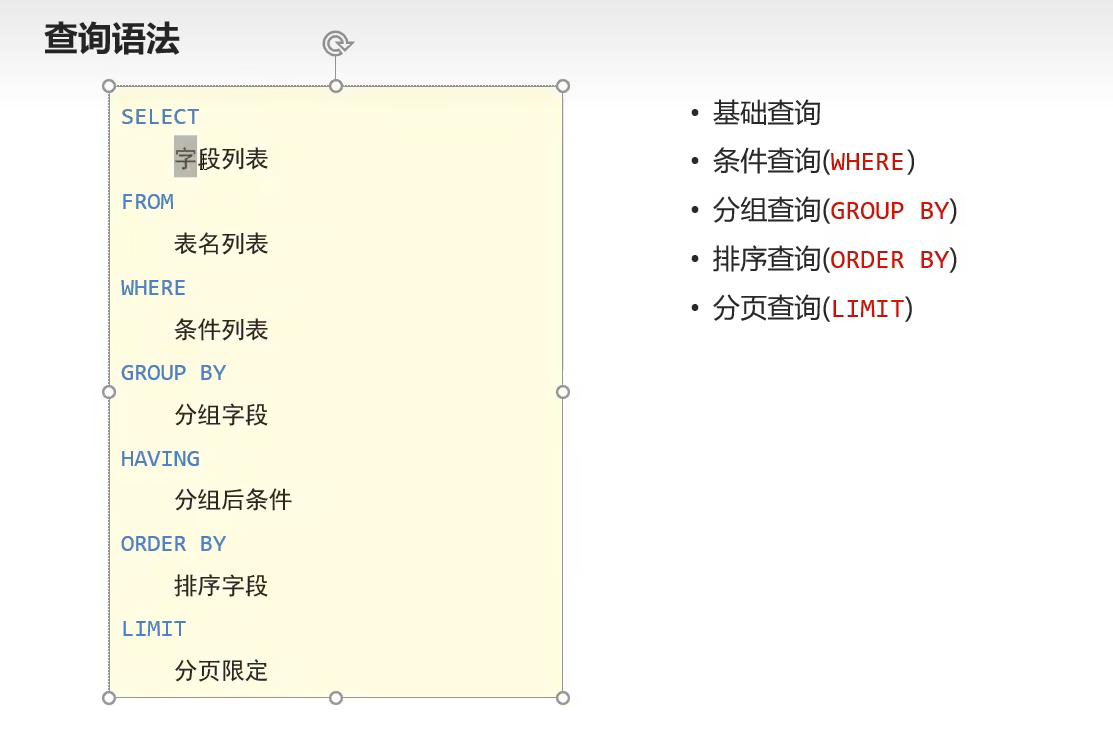 查询语法
SELECT
字段列表
FROM
表名列表
WHERE
条件列表
GROUP BY
分组字段
HAVING
分组后条件
ORDER BY
排序字段
LIMIT
分页限定
• 基础查询
• 条件查询(WHERE)
• 分组查询(GROUP BY)
• 排序查询(ORDER BY)
• 分页查询(LIMIT)